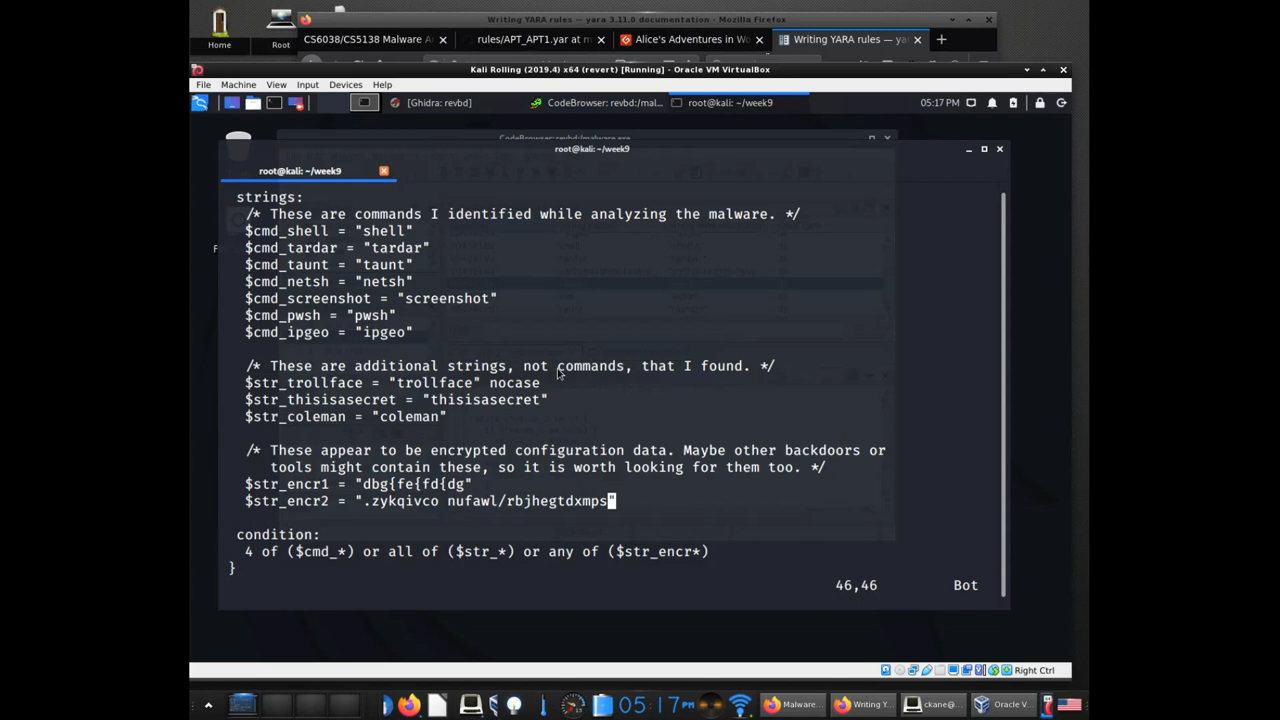 Writing YARA rules — yara 3.11.0 documentation - Mozilla Firefox
Home
Root
CS6038/CS5138 Malware A
rules/APT_APT1.yar at m
Alice's Adventures in Wo
Writing YARA rules — ya
Kali Rolling (2019.4) x64 (revert) [Running] - Oracle VM VirtualBox
File Machine View Input Devices Help
[Ghidra: revbd]
CodeBrowser: revbd:/mal...
root@kali: ~/week9
05:17 PM
CodeBrowser: revbd:/malware.exe
root@kali: ~/week9
root@kali: ~/week9
strings:
/* These are commands I identified while analyzing the malware. */
$cmd_shell = "shell"
$cmd_tardar = "tardar"
$cmd_taunt = "taunt"
$cmd_netsh = "netsh"
$cmd_screenshot = "screenshot"
$cmd_pwsh = "pwsh"
$cmd_ipgeo = "ipgeo"
/* These are additional strings, not commands, that I found. */
$str_trollface = "trollface" nocase
$str_thisisasecret = "thisisasecret"
$str_coleman = "coleman"
/* These appear to be encrypted configuration data. Maybe other backdoors or
tools might contain these, so it is worth looking for them too. */
$str_encr1 = "dbg{fe{fd{dg"
$str_encr2 = ".zykqivco nufawl/rbjhegtdxmps"
condition:
4 of ($cmd_*) or all of ($str_*) or any of ($str_encr*)
}
46,46 Bot
Right Ctrl
05:17PM
Malware...
Writing Y...
ckane@...
Oracle V...